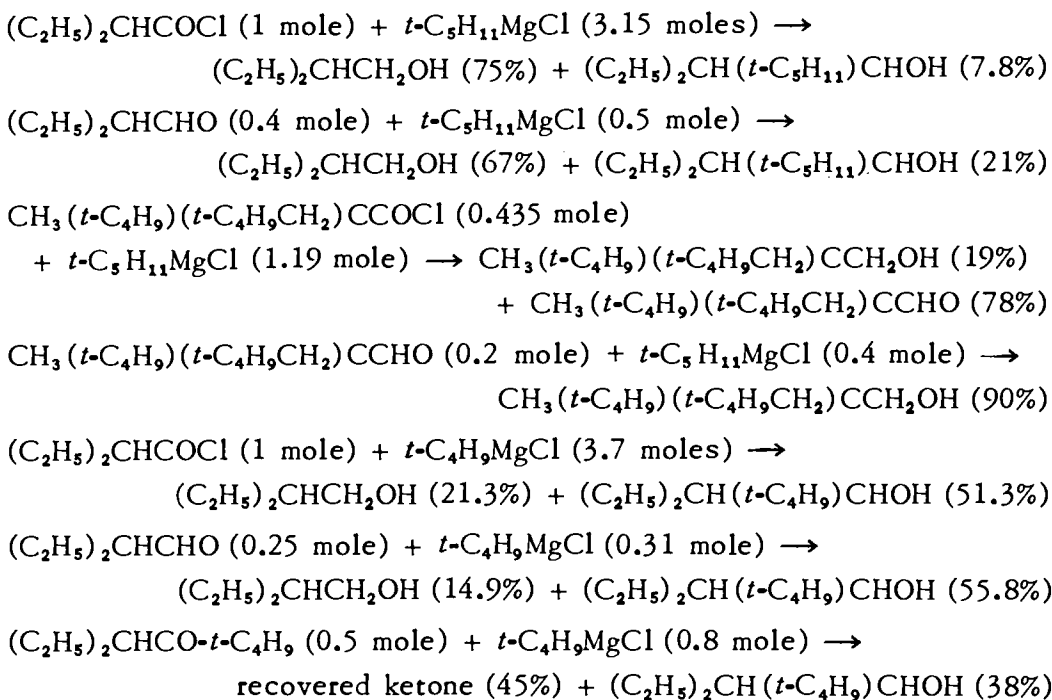 (C₂H₅)₂CHCOCl (1 mole) + t-C₅H₁₁MgCl (3.15 moles) →
(C₂H₅)₂CHCH₂OH (75%) + (C₂H₅)₂CH(t-C₅H₁₁)CHOH (7.8%)
(C₂H₅)₂CHCHO (0.4 mole) + t-C₅H₁₁MgCl (0.5 mole) →
(C₂H₅)₂CHCH₂OH (67%) + (C₂H₅)₂CH(t-C₅H₁₁)CHOH (21%)
CH₃(t-C₄H₉)(t-C₄H₉CH₂)CCOCl (0.435 mole)
+ t-C₅H₁₁MgCl (1.19 mole) → CH₃(t-C₄H₉)(t-C₄H₉CH₂)CCH₂OH (19%)
+ CH₃(t-C₄H₉)(t-C₄H₉CH₂)CCHO (78%)
CH₃(t-C₄H₉)(t-C₄H₉CH₂)CCHO (0.2 mole) + t-C₅H₁₁MgCl (0.4 mole) →
CH₃(t-C₄H₉)(t-C₄H₉CH₂)CCH₂OH (90%)
(C₂H₅)₂CHCOCl (1 mole) + t-C₄H₉MgCl (3.7 moles) →
(C₂H₅)₂CHCH₂OH (21.3%) + (C₂H₅)₂CH(t-C₄H₉)CHOH (51.3%)
(C₂H₅)₂CHCHO (0.25 mole) + t-C₄H₉MgCl (0.31 mole) →
(C₂H₅)₂CHCH₂OH (14.9%) + (C₂H₅)₂CH(t-C₄H₉)CHOH (55.8%)
(C₂H₅)₂CHCO-t-C₄H₉ (0.5 mole) + t-C₄H₉MgCl (0.8 mole) →
recovered ketone (45%) + (C₂H₅)₂CH(t-C₄H₉)CHOH (38%)